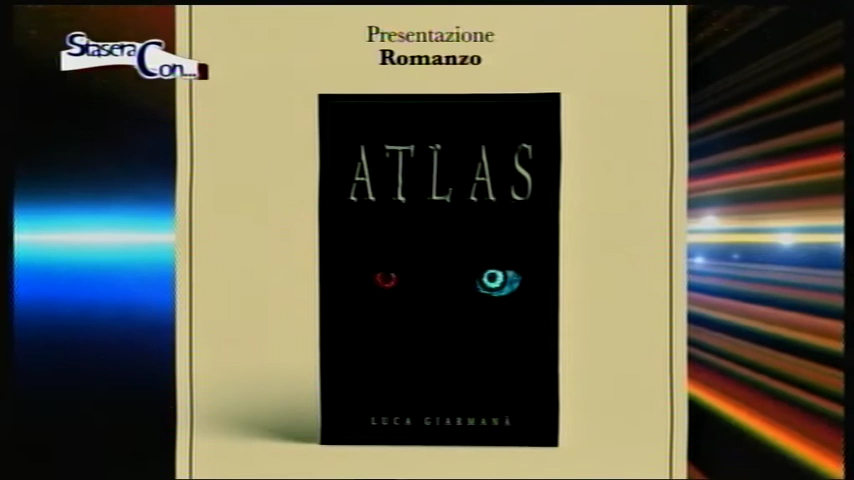 Stasera
Con...
Presentazione
Romanzo
ATLAS
LUCA GIARMANÀ